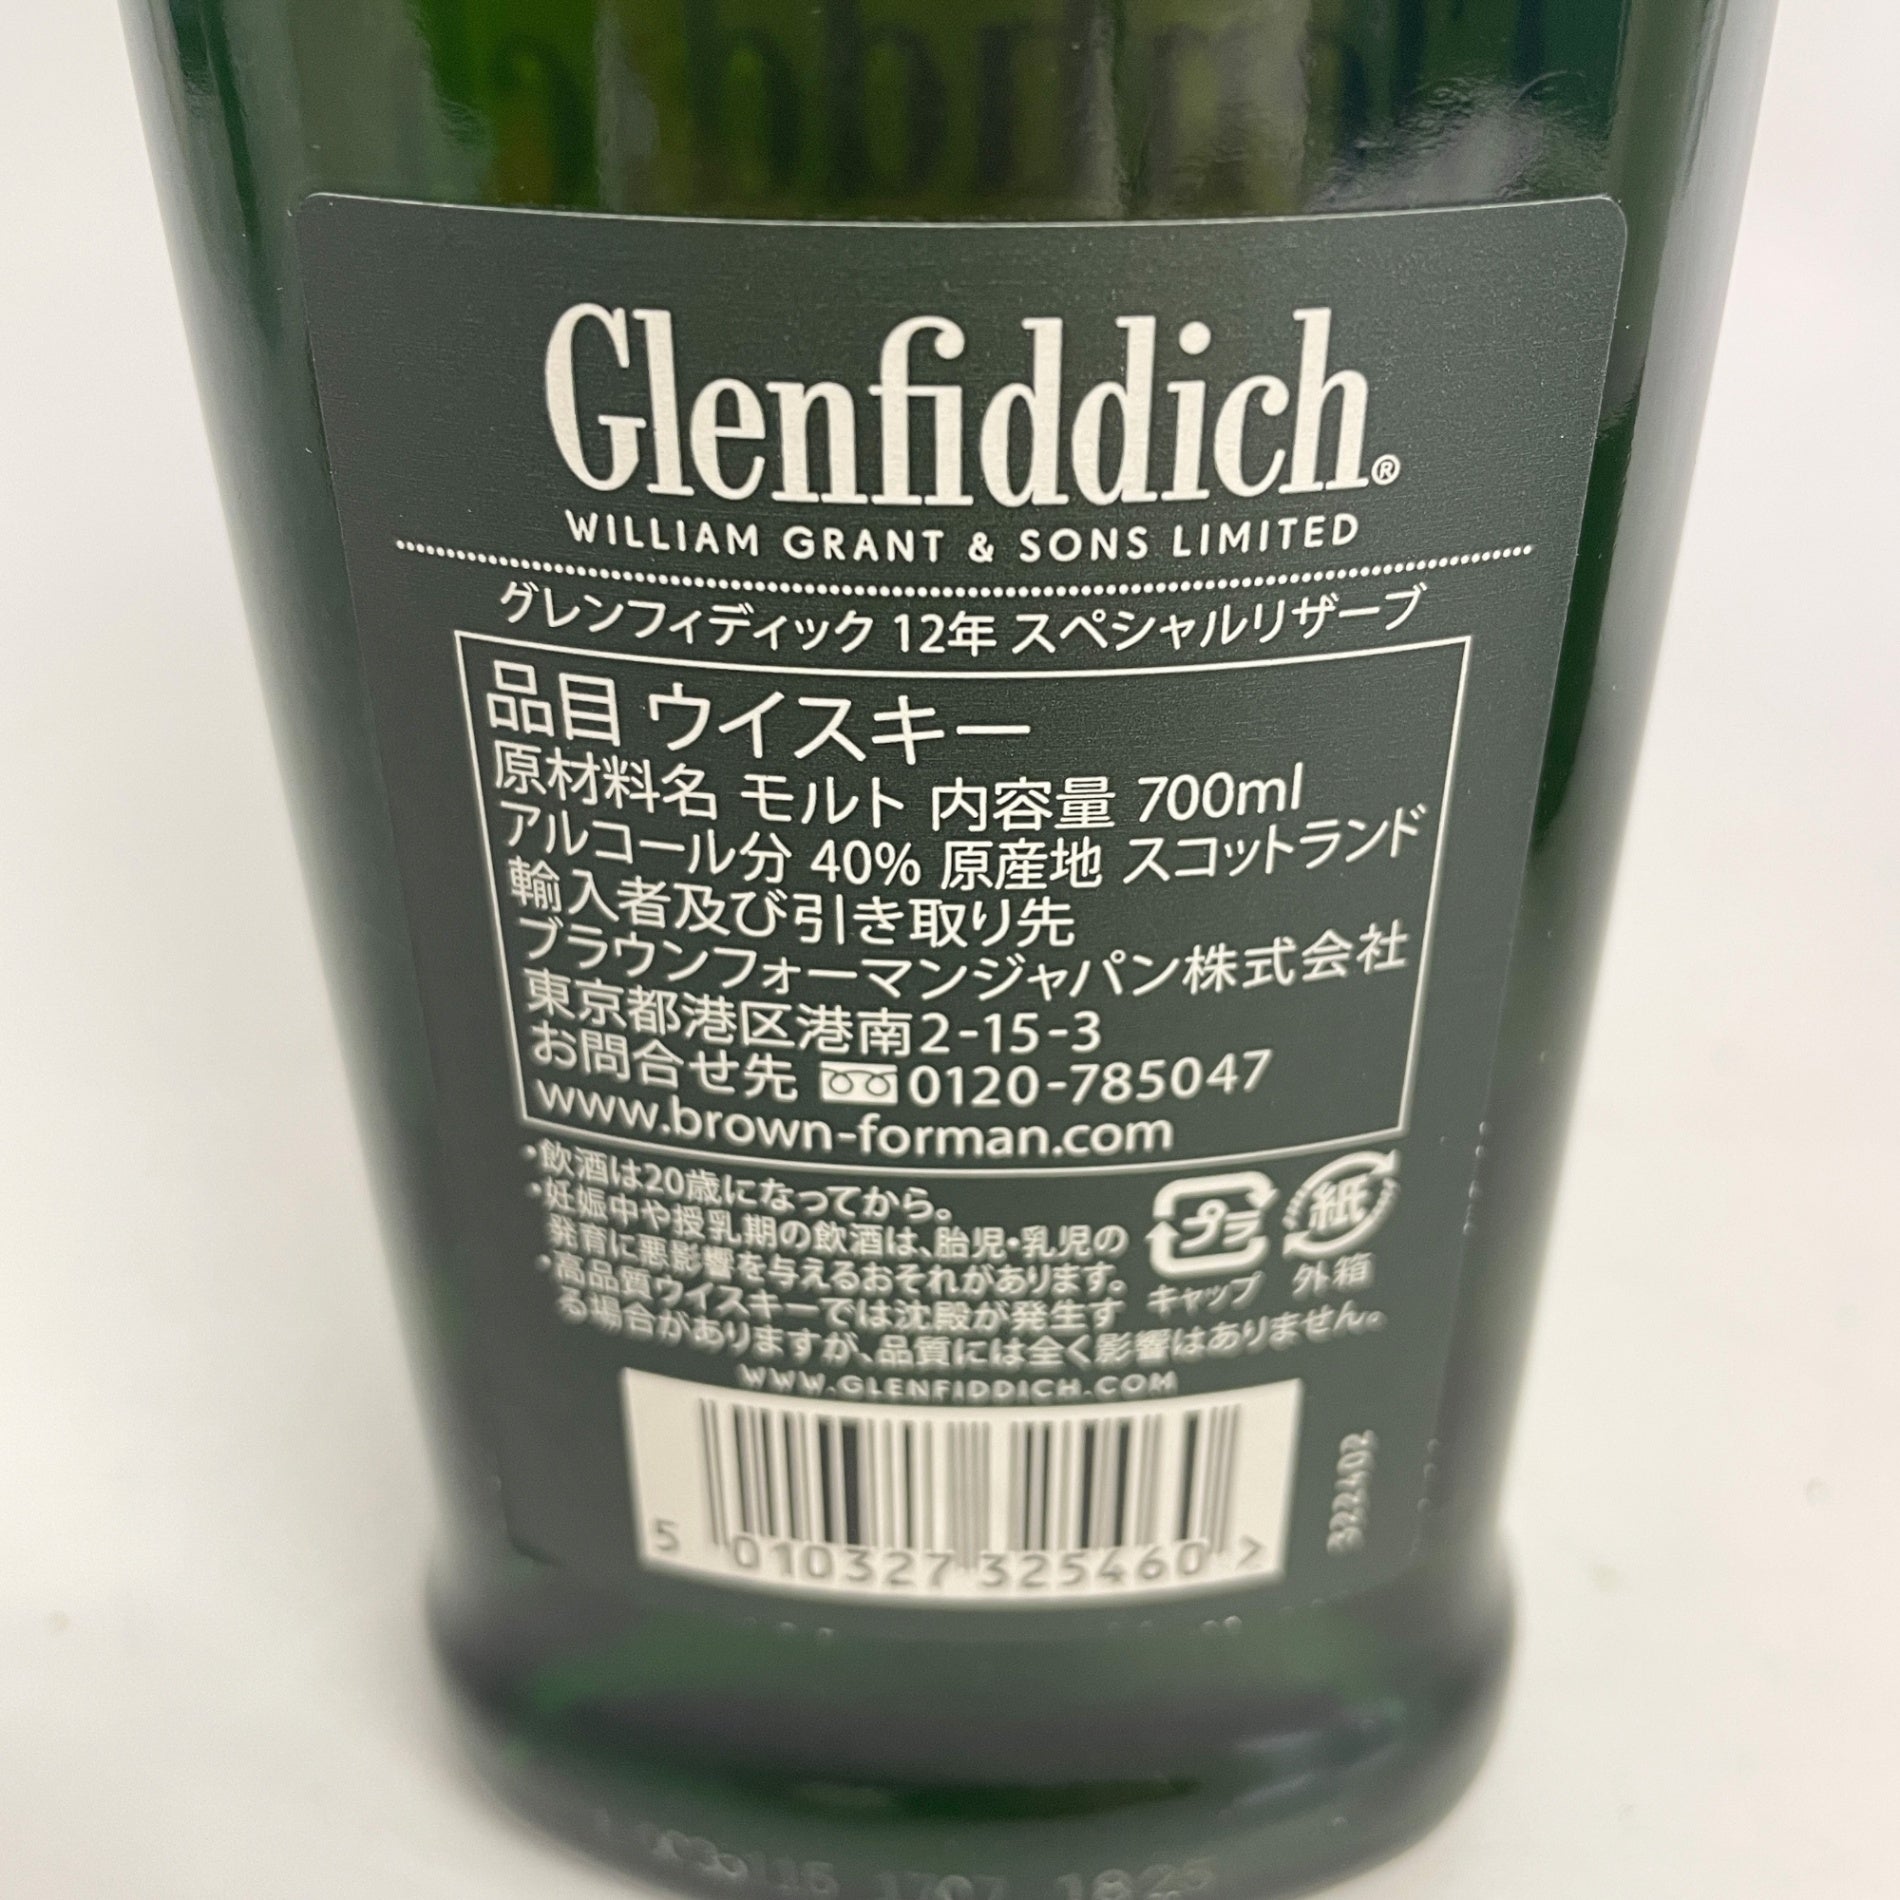 Glenfiddich®
WILLIAM GRANT & SONS LIMITED
グレンフィディック 12年 スペシャルリザーブ
品目 ウイスキー
原材料名 モルト 内容量 700ml
アルコール分 40% 原産地 スコットランド
輸入者及び引き取り先
ブラウンフォーマンジャパン株式会社
東京都港区港南2-15-3
お問合せ先 0120-785047
www.brown-forman.com
・飲酒は20歳になってから。
・妊娠中や授乳期の飲酒は、胎児・乳児の
発育に悪影響を与えるおそれがあります。
・高品質ウイスキーでは沈殿が発生す
る場合がありますが、品質には全く影響はありません。
プラ
キャップ
紙
外箱
WWW.GLENFIDDICH.COM
5 010327 325460 >
322402